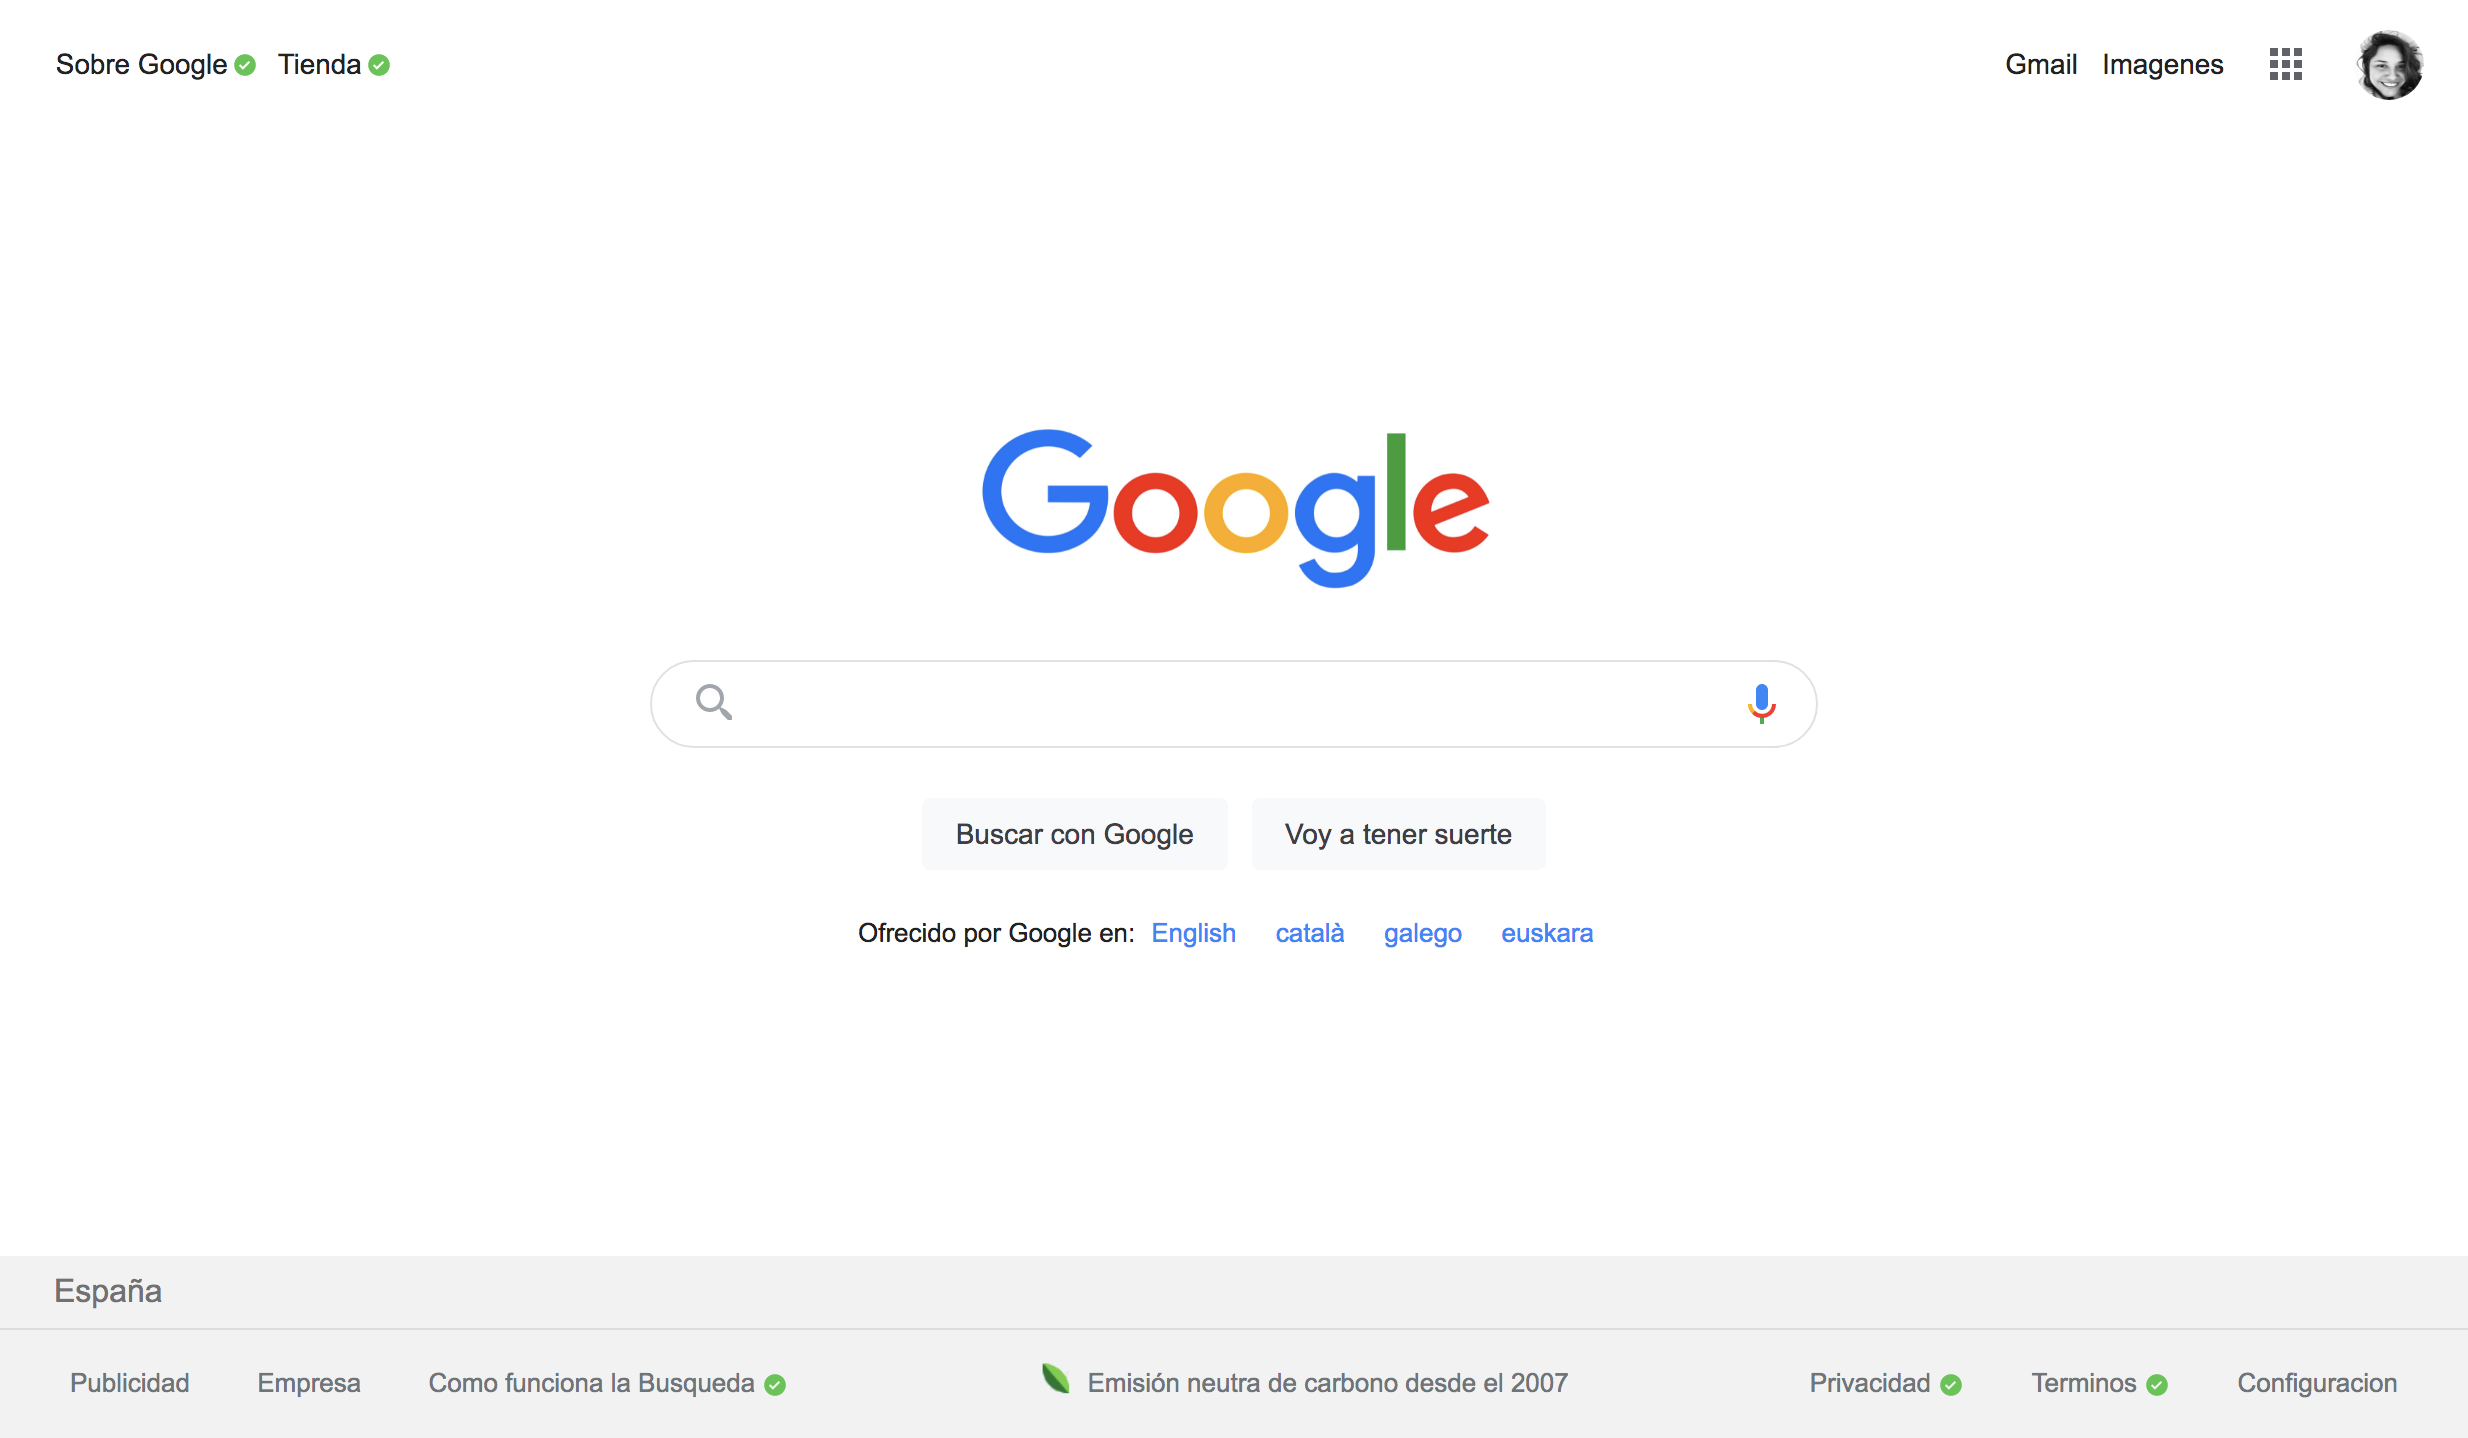 Sobre Google Tienda Gmail Imagenes
Google
Buscar con Google Voy a tener suerte
Ofrecido por Google en: English català galego euskara
España
Publicidad Empresa Como funciona la Busqueda Emisión neutra de carbono desde el 2007 Privacidad Terminos Configuracion